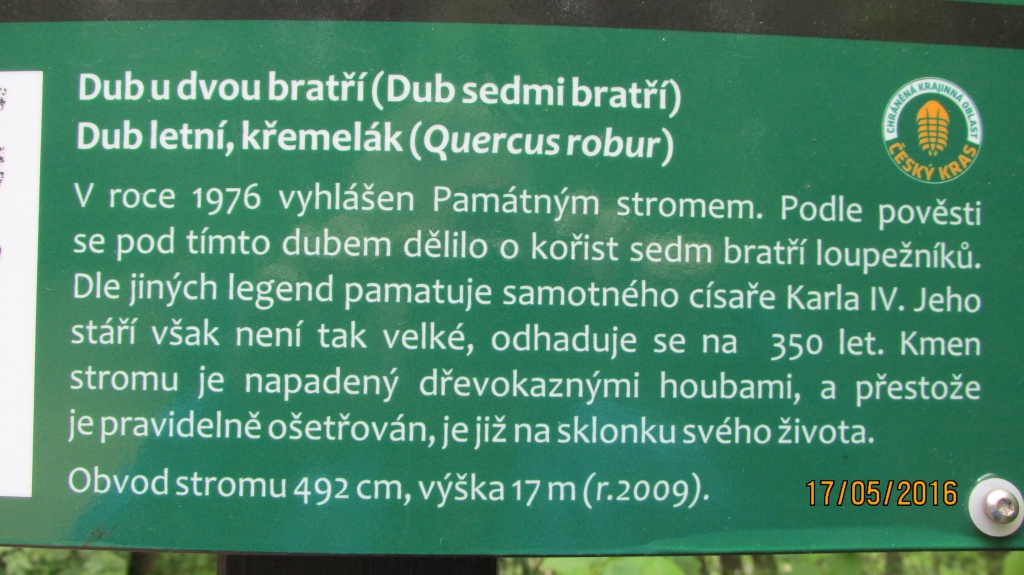 Dub u dvou bratří (Dub sedmi bratří)
Dub letní, křemelák (Quercus robur)
CHRÁNĚNÁ KRAJINNÁ OBLAST
ČESKÝ KRAS
V roce 1976 vyhlášen Památným stromem. Podle pověsti
se pod tímto dubem dělilo o kořist sedm bratří loupežníků.
Dle jiných legend pamatuje samotného císaře Karla IV. Jeho
stáří však není tak velké, odhaduje se na 350 let. Kmen
stromu je napadený dřevokaznými houbami, a přestože
je pravidelně ošetřován, je již na sklonku svého života.
Obvod stromu 492 cm, výška 17 m (r.2009).
17/05/2016